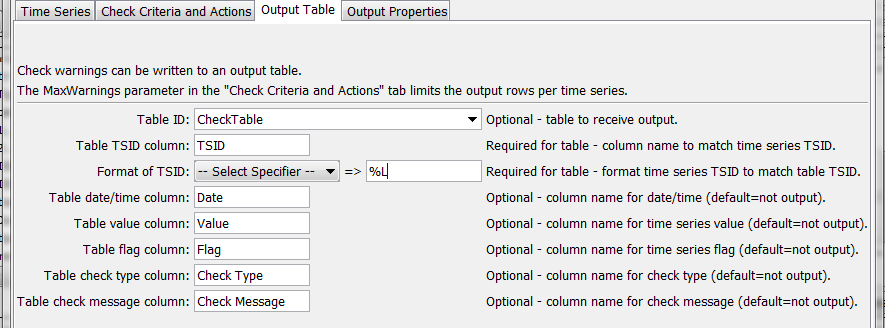 Time Series Check Criteria and Actions Output Table Output Properties
Check warnings can be written to an output table.
The MaxWarnings parameter in the "Check Criteria and Actions" tab limits the output rows per time series.
Table ID: CheckTable Optional - table to receive output.
Table TSID column: TSID Required for table - column name to match time series TSID.
Format of TSID: -- Select Specifier -- => %L Required for table - format time series TSID to match table TSID.
Table date/time column: Date Optional - column name for date/time (default=not output).
Table value column: Value Optional - column name for time series value (default=not output).
Table flag column: Flag Optional - column name for time series flag (default=not output).
Table check type column: Check Type Optional - column name for check type (default=not output).
Table check message column: Check Message Optional - column name for check message (default=not output).